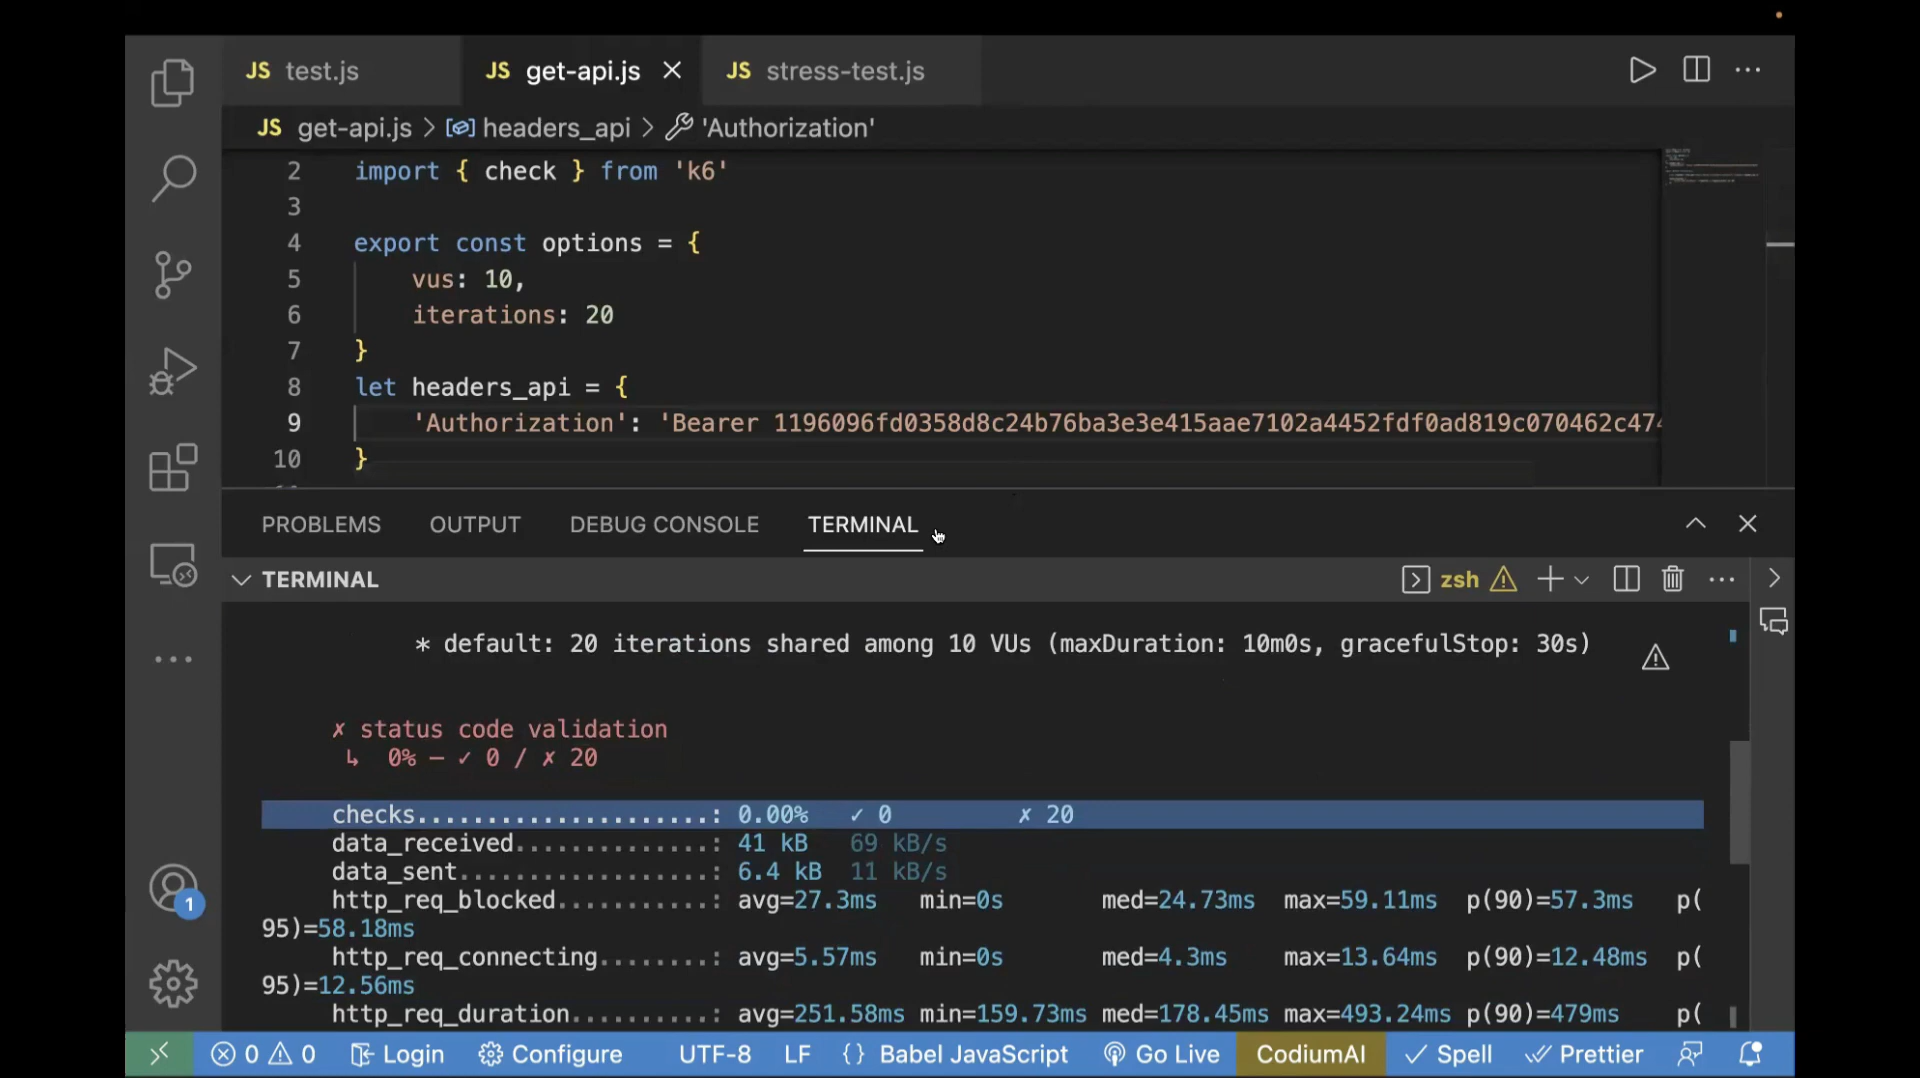 JS test.js JS get-api.js JS stress-test.js
JS get-api.js > headers_api > 'Authorization'
2 import { check } from 'k6'
3
4 export const options = {
5 vus: 10,
6 iterations: 20
7 }
8 let headers_api = {
9 'Authorization': 'Bearer 1196096fd0358d8c24b76ba3e3e415aae7102a4452fdf0ad819c070462c474
10 }
PROBLEMS OUTPUT DEBUG CONSOLE TERMINAL
TERMINAL zsh
* default: 20 iterations shared among 10 VUs (maxDuration: 10m0s, gracefulStop: 30s)
✗ status code validation
↳ 0% — ✓ 0 / ✗ 20
checks.....................: 0.00% ✓ 0 ✗ 20
data_received..............: 41 kB 69 kB/s
data_sent..................: 6.4 kB 11 kB/s
http_req_blocked...........: avg=27.3ms min=0s med=24.73ms max=59.11ms p(90)=57.3ms p(
95)=58.18ms
http_req_connecting........: avg=5.57ms min=0s med=4.3ms max=13.64ms p(90)=12.48ms p(
95)=12.56ms
http_req_duration..........: avg=251.58ms min=159.73ms med=178.45ms max=493.24ms p(90)=479ms p(
1
0 0 Login Configure UTF-8 LF {} Babel JavaScript Go Live CodiumAI Spell Prettier